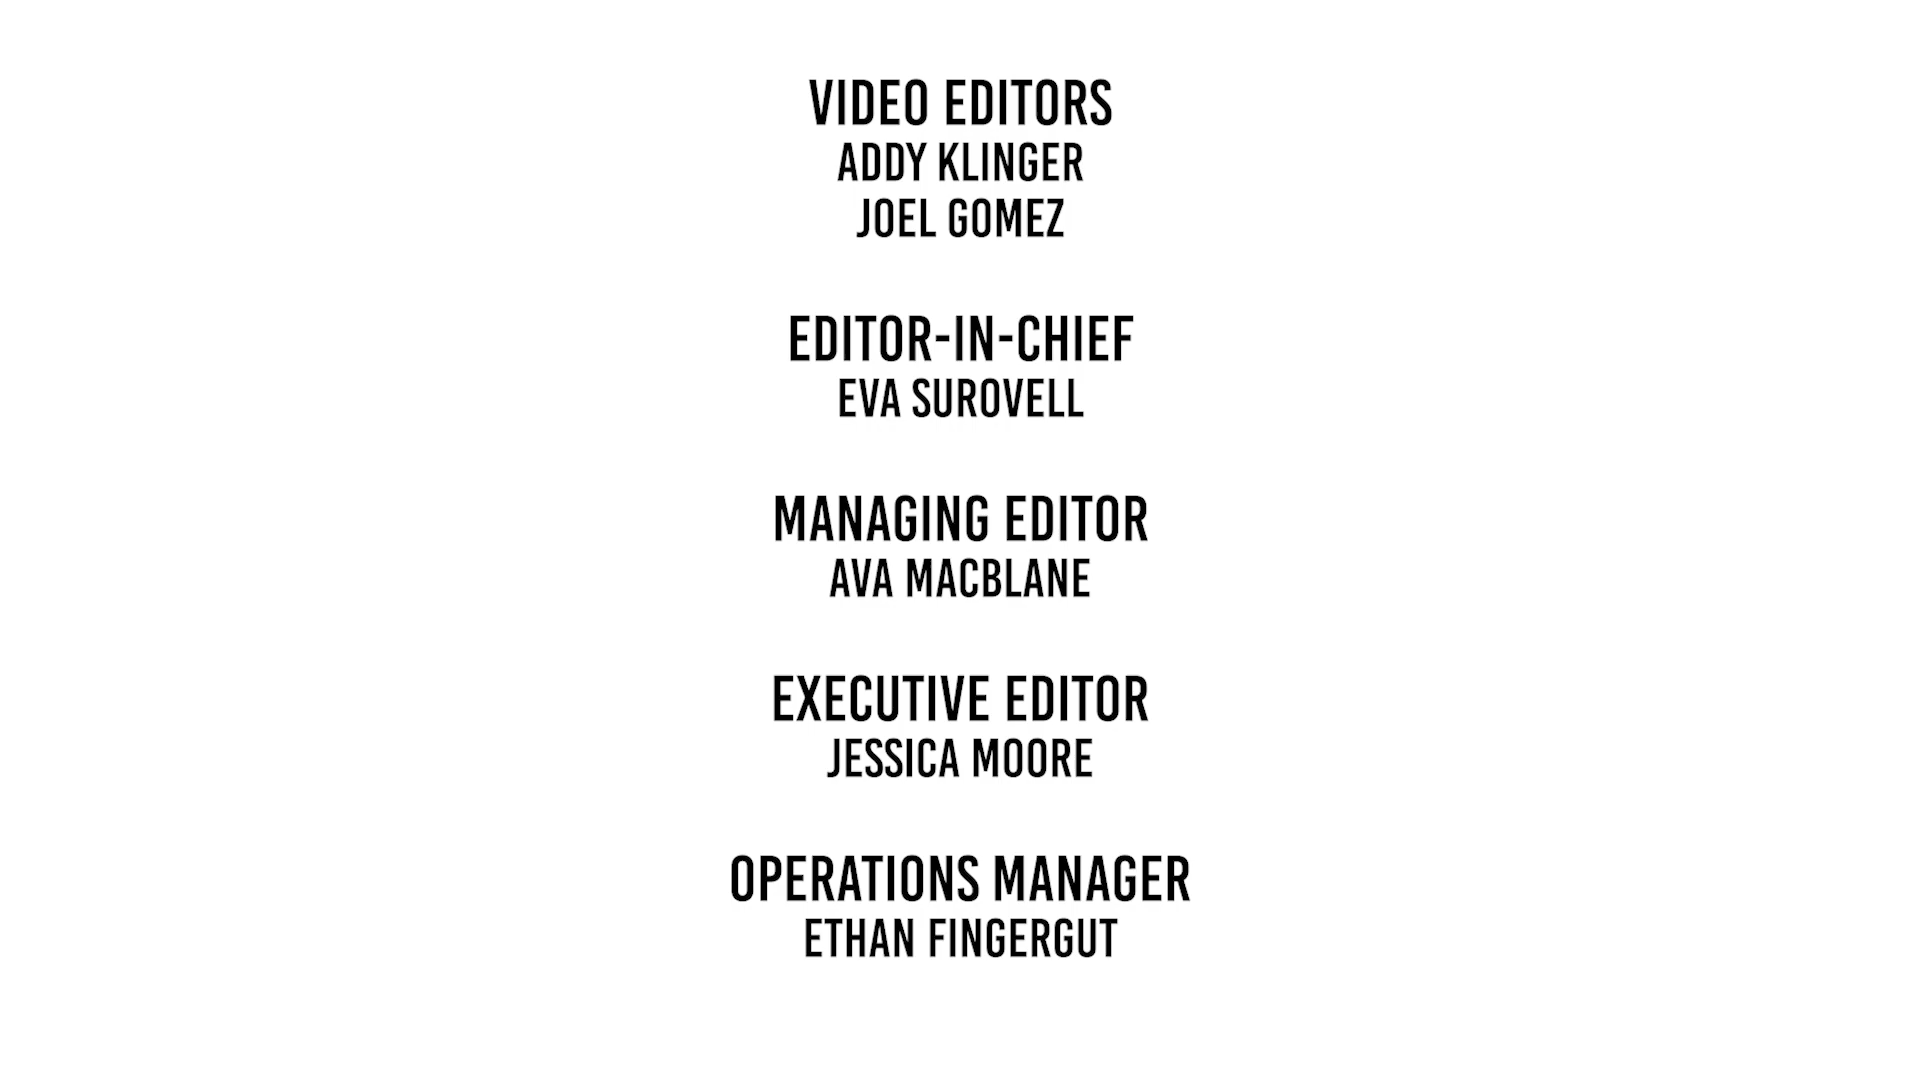 VIDEO EDITORS
ADDY KLINGER
JOEL GOMEZ
EDITOR-IN-CHIEF
EVA SUROVELL
MANAGING EDITOR
AVA MACBLANE
EXECUTIVE EDITOR
JESSICA MOORE
OPERATIONS MANAGER
ETHAN FINGERGUT